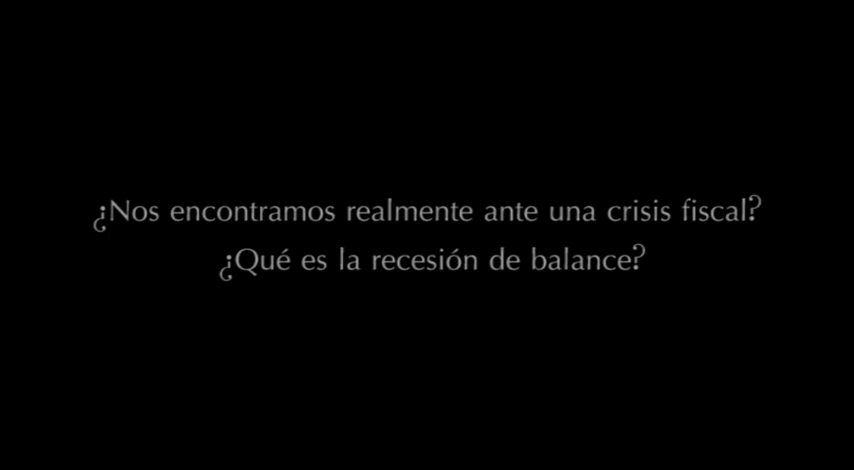 ¿Nos encontramos realmente ante una crisis fiscal?
¿Qué es la recesión de balance?